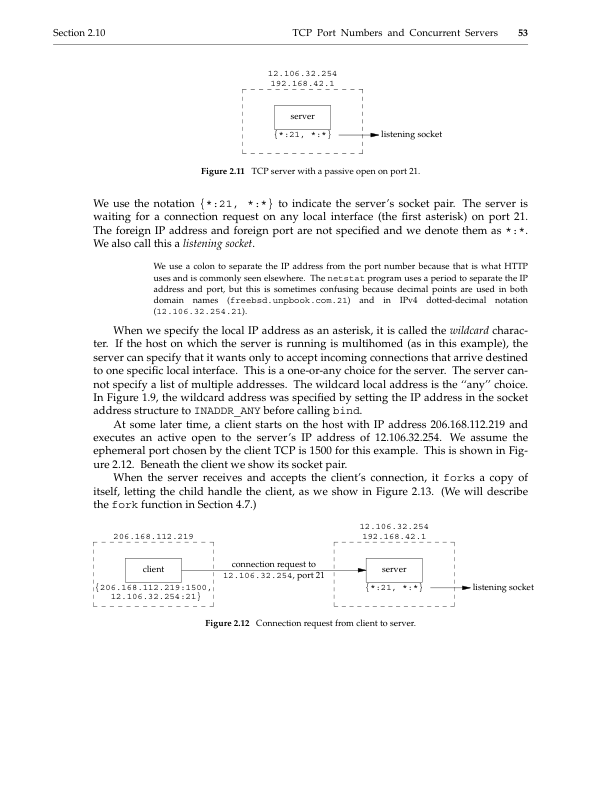 Section 2.10 TCP Port Numbers and Concurrent Servers 53
12.106.32.254
192.168.42.1
server
{*:21, *:*}
listening socket
Figure 2.11 TCP server with a passive open on port 21.
We use the notation {*:21, *:*} to indicate the server's socket pair. The server is
waiting for a connection request on any local interface (the first asterisk) on port 21.
The foreign IP address and foreign port are not specified and we denote them as *:*.
We also call this a listening socket.
We use a colon to separate the IP address from the port number because that is what HTTP
uses and is commonly seen elsewhere. The netstat program uses a period to separate the IP
address and port, but this is sometimes confusing because decimal points are used in both
domain names (freebsd.unpbook.com.21) and in IPv4 dotted-decimal notation
(12.106.32.254.21).
When we specify the local IP address as an asterisk, it is called the wildcard charac-
ter. If the host on which the server is running is multihomed (as in this example), the
server can specify that it wants only to accept incoming connections that arrive destined
to one specific local interface. This is a one-or-any choice for the server. The server can-
not specify a list of multiple addresses. The wildcard local address is the ‘‘any’’ choice.
In Figure 1.9, the wildcard address was specified by setting the IP address in the socket
address structure to INADDR_ANY before calling bind.
At some later time, a client starts on the host with IP address 206.168.112.219 and
executes an active open to the server's IP address of 12.106.32.254. We assume the
ephemeral port chosen by the client TCP is 1500 for this example. This is shown in Fig-
ure 2.12. Beneath the client we show its socket pair.
When the server receives and accepts the client's connection, it forks a copy of
itself, letting the child handle the client, as we show in Figure 2.13. (We will describe
the fork function in Section 4.7.)
206.168.112.219
client
{206.168.112.219:1500,
12.106.32.254:21}
connection request to
12.106.32.254, port 21
12.106.32.254
192.168.42.1
server
{*:21, *:*}
listening socket
Figure 2.12 Connection request from client to server.